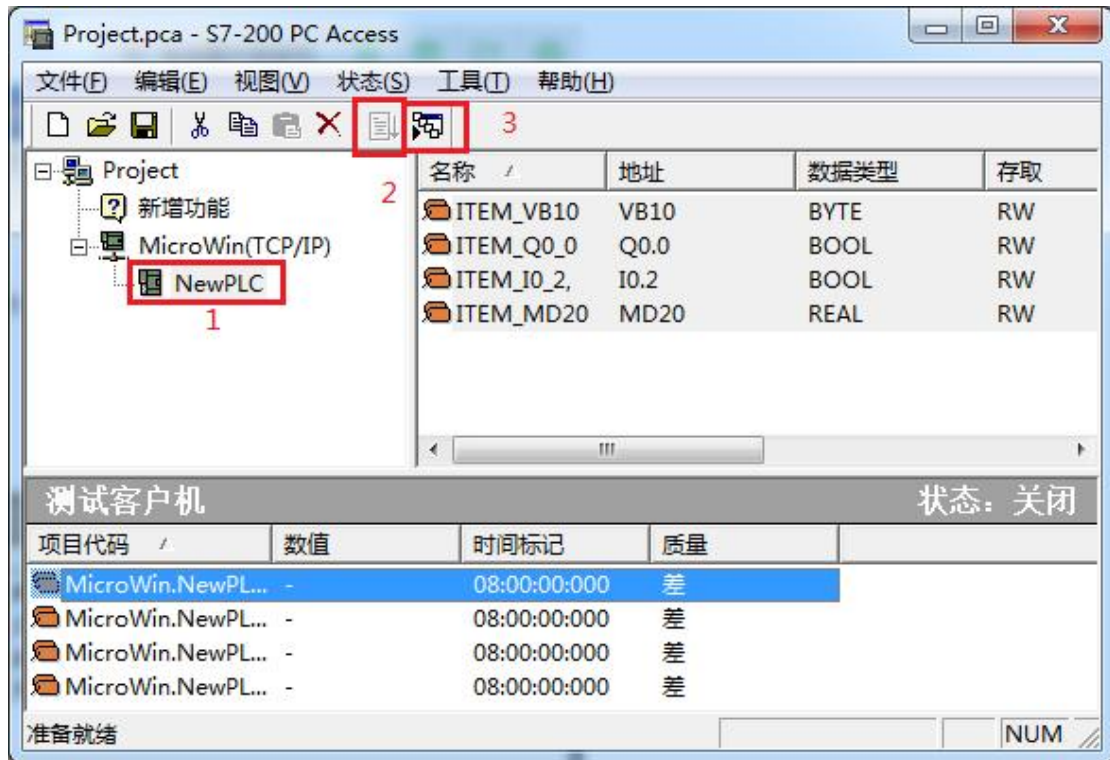 Project.pca - S7-200 PC Access
文件(F) 编辑(E) 视图(V) 状态(S) 工具(T) 帮助(H)
3
2
Project
新增功能
MicroWin(TCP/IP)
NewPLC
1
名称 地址 数据类型 存取
ITEM_VB10 VB10 BYTE RW
ITEM_Q0_0 Q0.0 BOOL RW
ITEM_I0_2, I0.2 BOOL RW
ITEM_MD20 MD20 REAL RW
测试客户机 状态：关闭
项目代码 数值 时间标记 质量
MicroWin.NewPL... - 08:00:00:000 差
MicroWin.NewPL... - 08:00:00:000 差
MicroWin.NewPL... - 08:00:00:000 差
MicroWin.NewPL... - 08:00:00:000 差
准备就绪 NUM